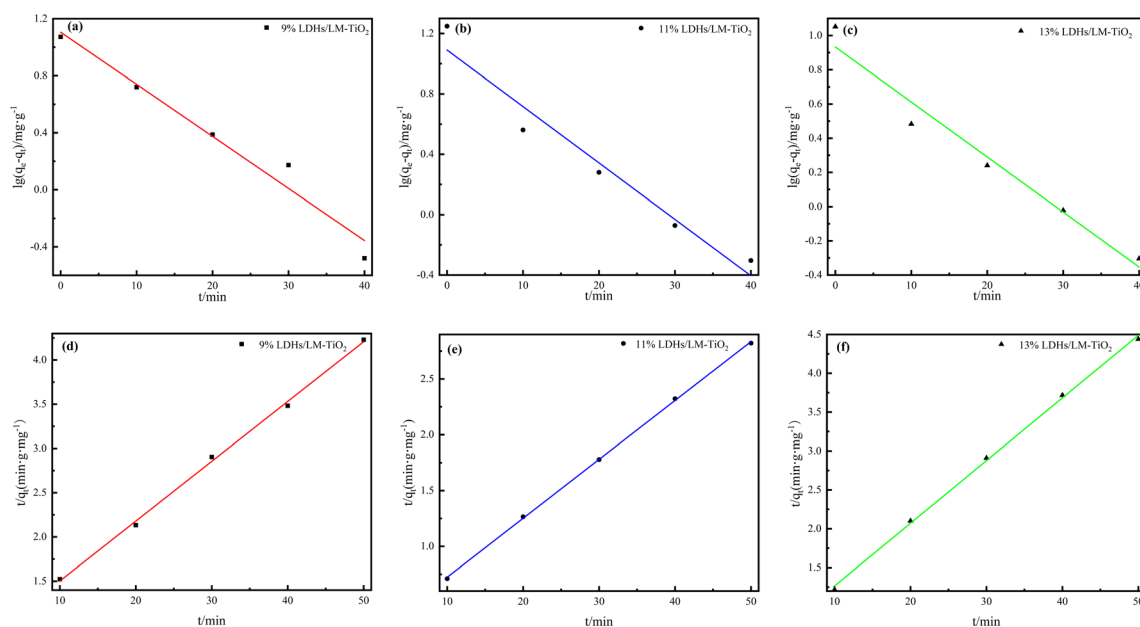 (a)
9% LDHs/LM-TiO₂
1.2
0.8
0.4
0.0
-0.4
lg(qₑ-qₜ)/mg·g⁻¹
0 10 20 30 40
t/min
(b)
11% LDHs/LM-TiO₂
1.2
0.8
0.4
0.0
-0.4
lg(qₑ-qₜ)/mg·g⁻¹
0 10 20 30 40
t/min
(c)
13% LDHs/LM-TiO₂
1.0
0.8
0.6
0.4
0.2
0.0
-0.2
-0.4
lg(qₑ-qₜ)/mg·g⁻¹
0 10 20 30 40
t/min
(d)
9% LDHs/LM-TiO₂
4.0
3.5
3.0
2.5
2.0
1.5
t/qₜ(min·g·mg⁻¹)
10 20 30 40 50
t/min
(e)
11% LDHs/LM-TiO₂
2.5
2.0
1.5
1.0
t/qₜ(min·g·mg⁻¹)
10 20 30 40 50
t/min
(f)
13% LDHs/LM-TiO₂
4.5
4.0
3.5
3.0
2.5
2.0
1.5
t/qₜ(min·g·mg⁻¹)
10 20 30 40 50
t/min